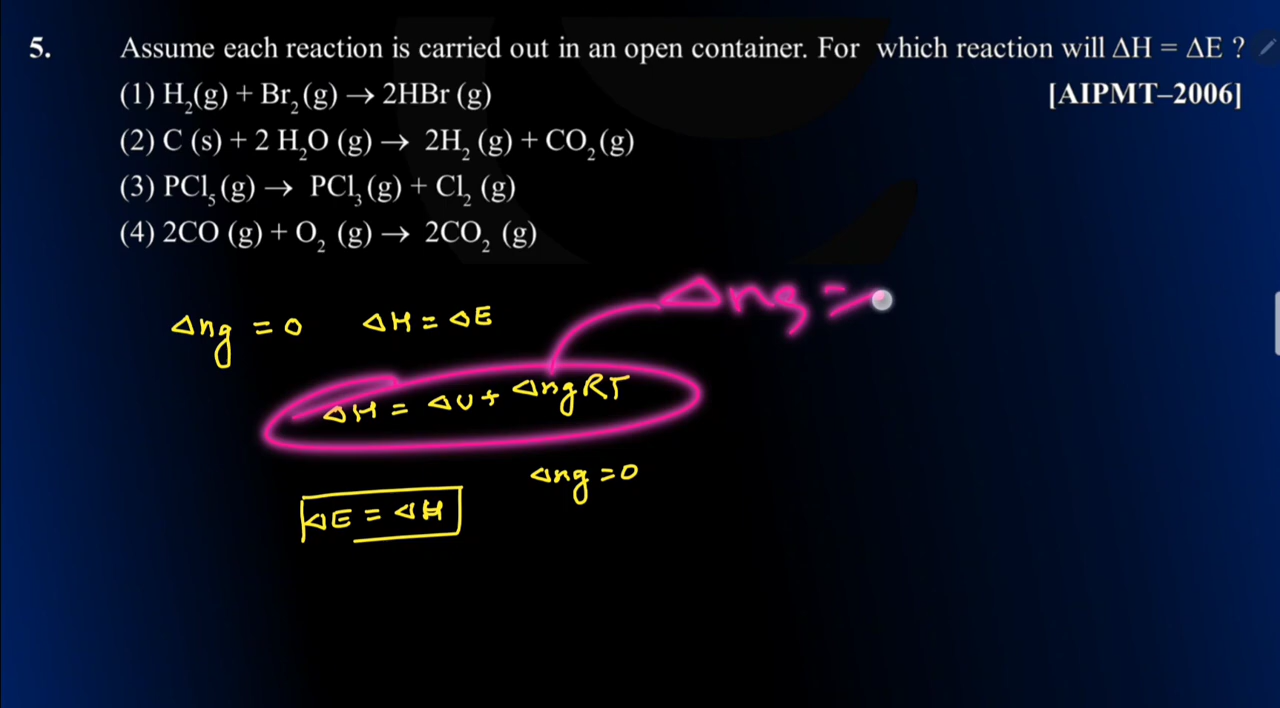 5. Assume each reaction is carried out in an open container. For which reaction will ΔH = ΔE ?
(1) H₂(g) + Br₂(g) → 2HBr (g) [AIPMT–2006]
(2) C (s) + 2 H₂O (g) → 2H₂ (g) + CO₂(g)
(3) PCl₅(g) → PCl₃(g) + Cl₂ (g)
(4) 2CO (g) + O₂ (g) → 2CO₂ (g)
Δng =
Δng = 0 ΔH = ΔE
ΔH = ΔU + ΔngRT
Δng = 0
ΔE = ΔH